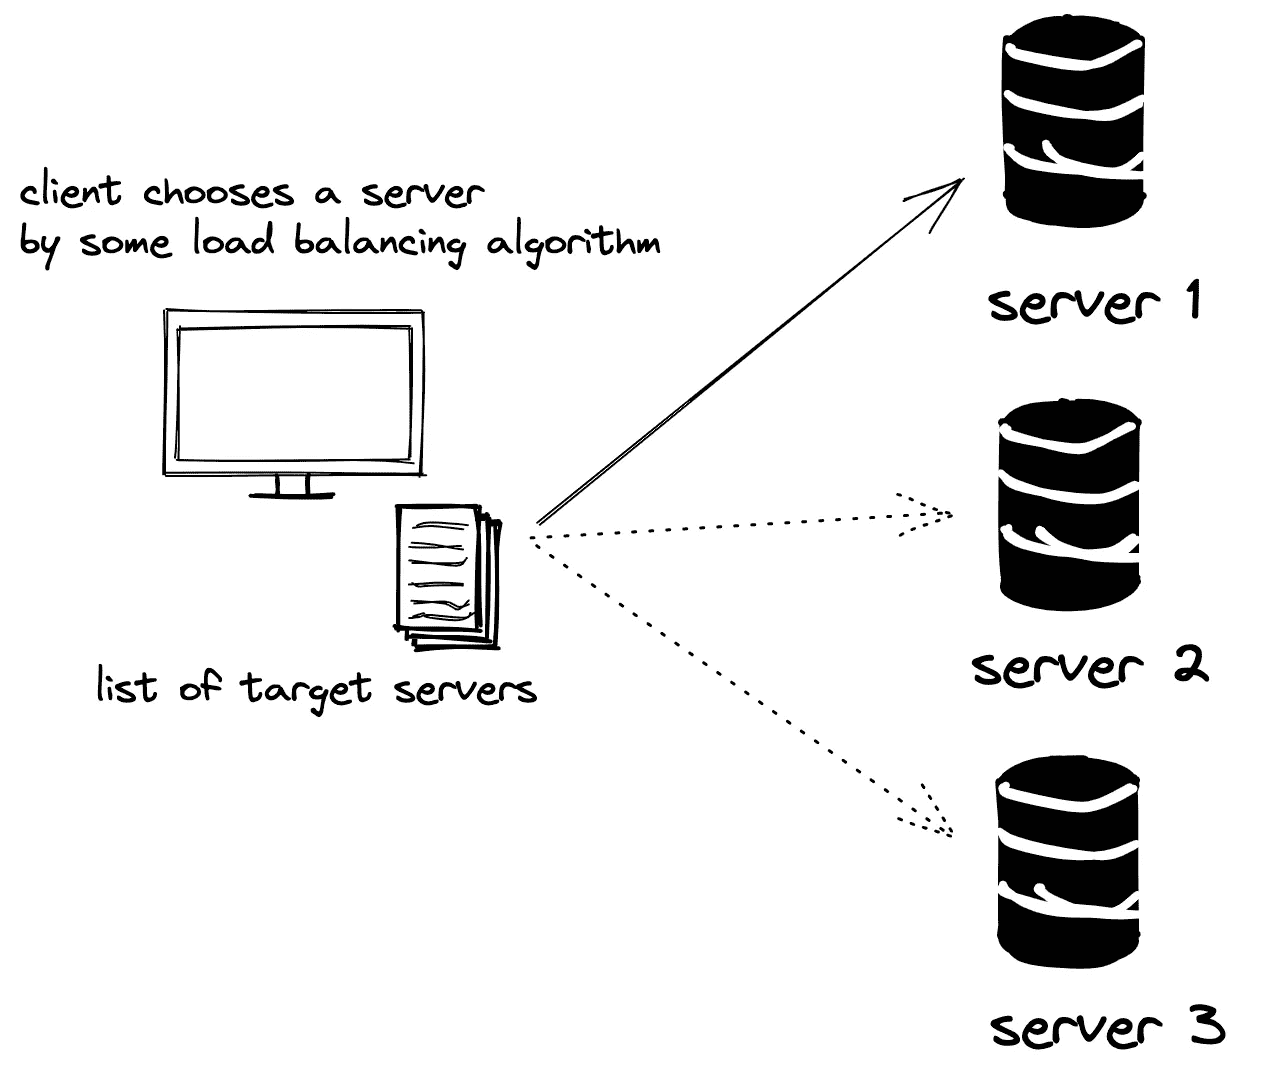 client chooses a server
by some load balancing algorithm
list of target servers
server 1
server 2
server 3